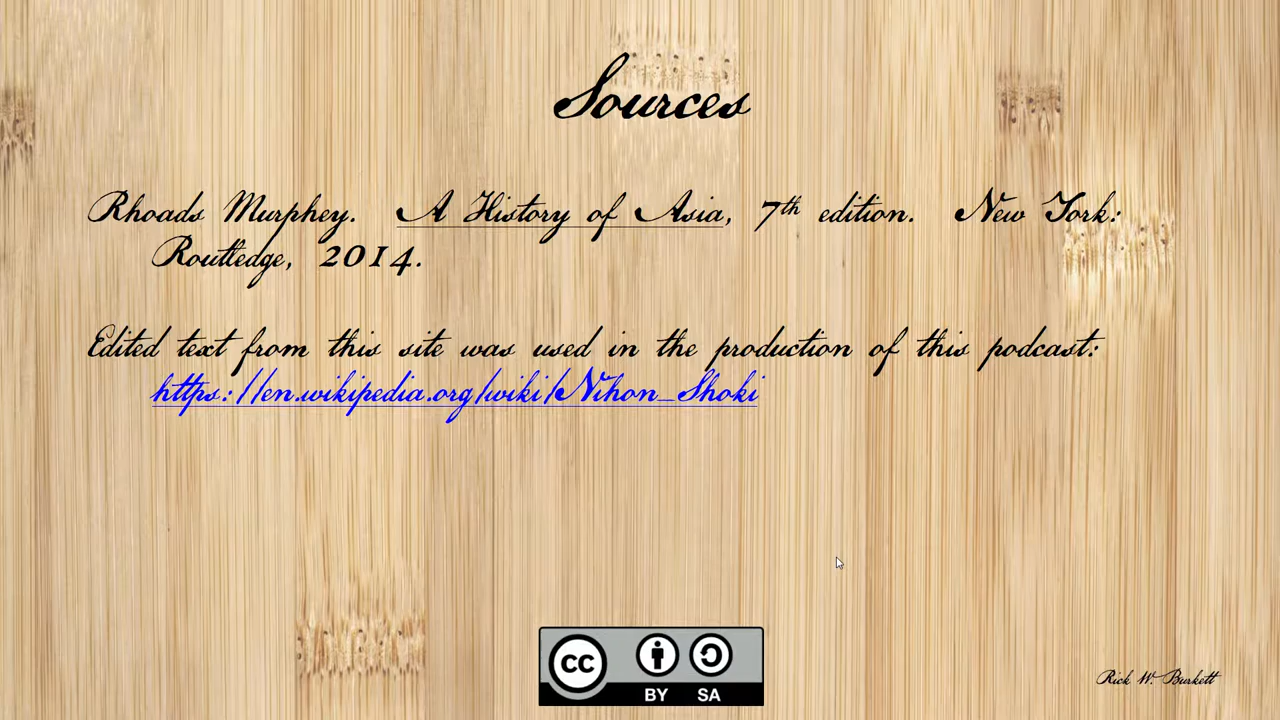 Sources
Rhoads Murphey. A History of Asia, 7th edition. New York:
Routledge, 2014.
Edited text from this site was used in the production of this podcast:
https://en.wikipedia.org/wiki/Nihon_Shoki
CC BY SA
Rick W. Burkett